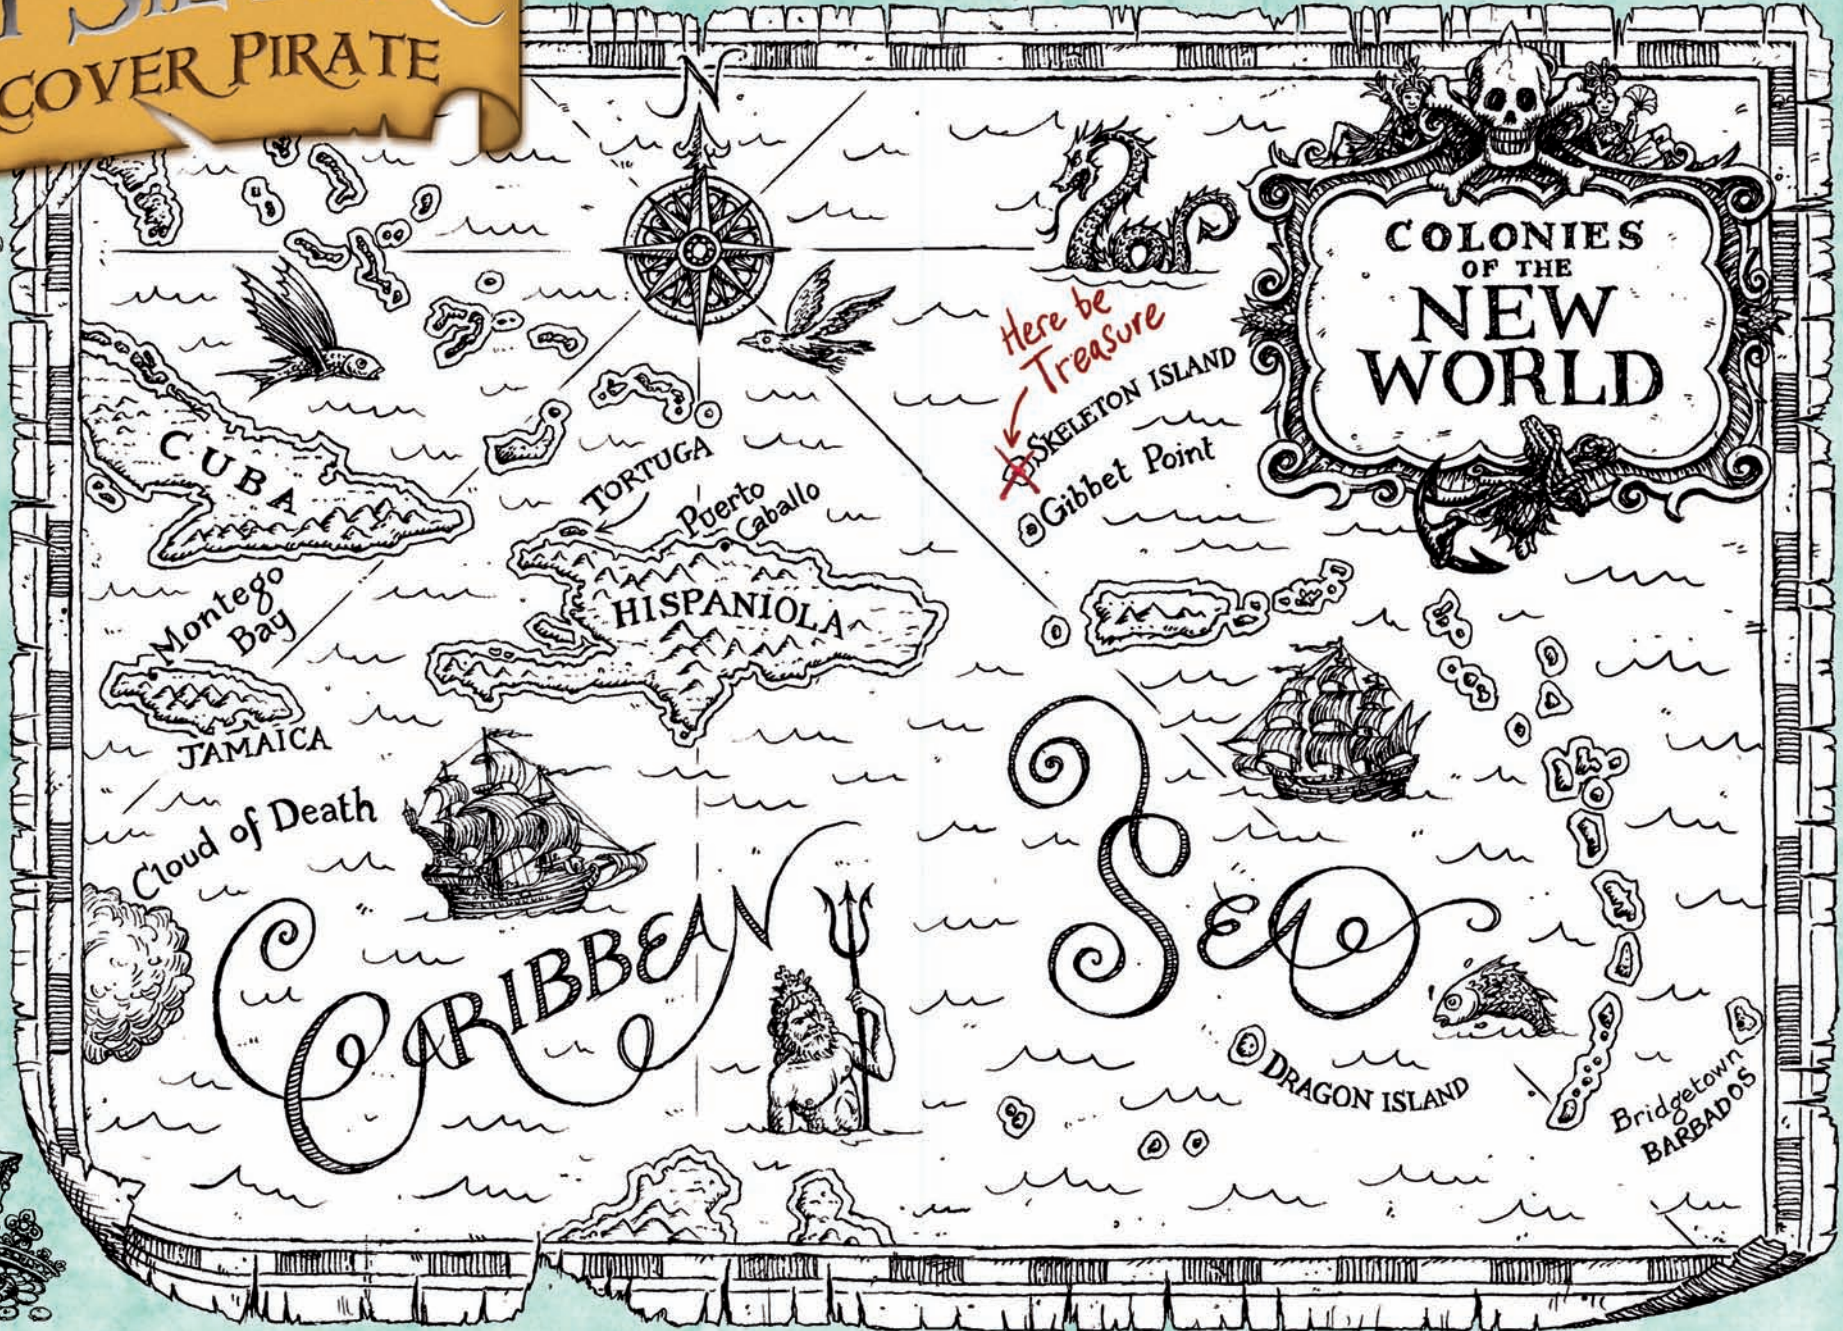 COVER PIRATE
N
COLONIES
OF THE
NEW
WORLD
Here be
Treasure
SKELETON ISLAND
Gibbet Point
CUBA
TORTUGA
Puerto
Caballo
HISPANIOLA
Montego
Bay
JAMAICA
Cloud of Death
CARIBBEAN
SEA
DRAGON ISLAND
Bridgetown
BARBADOS